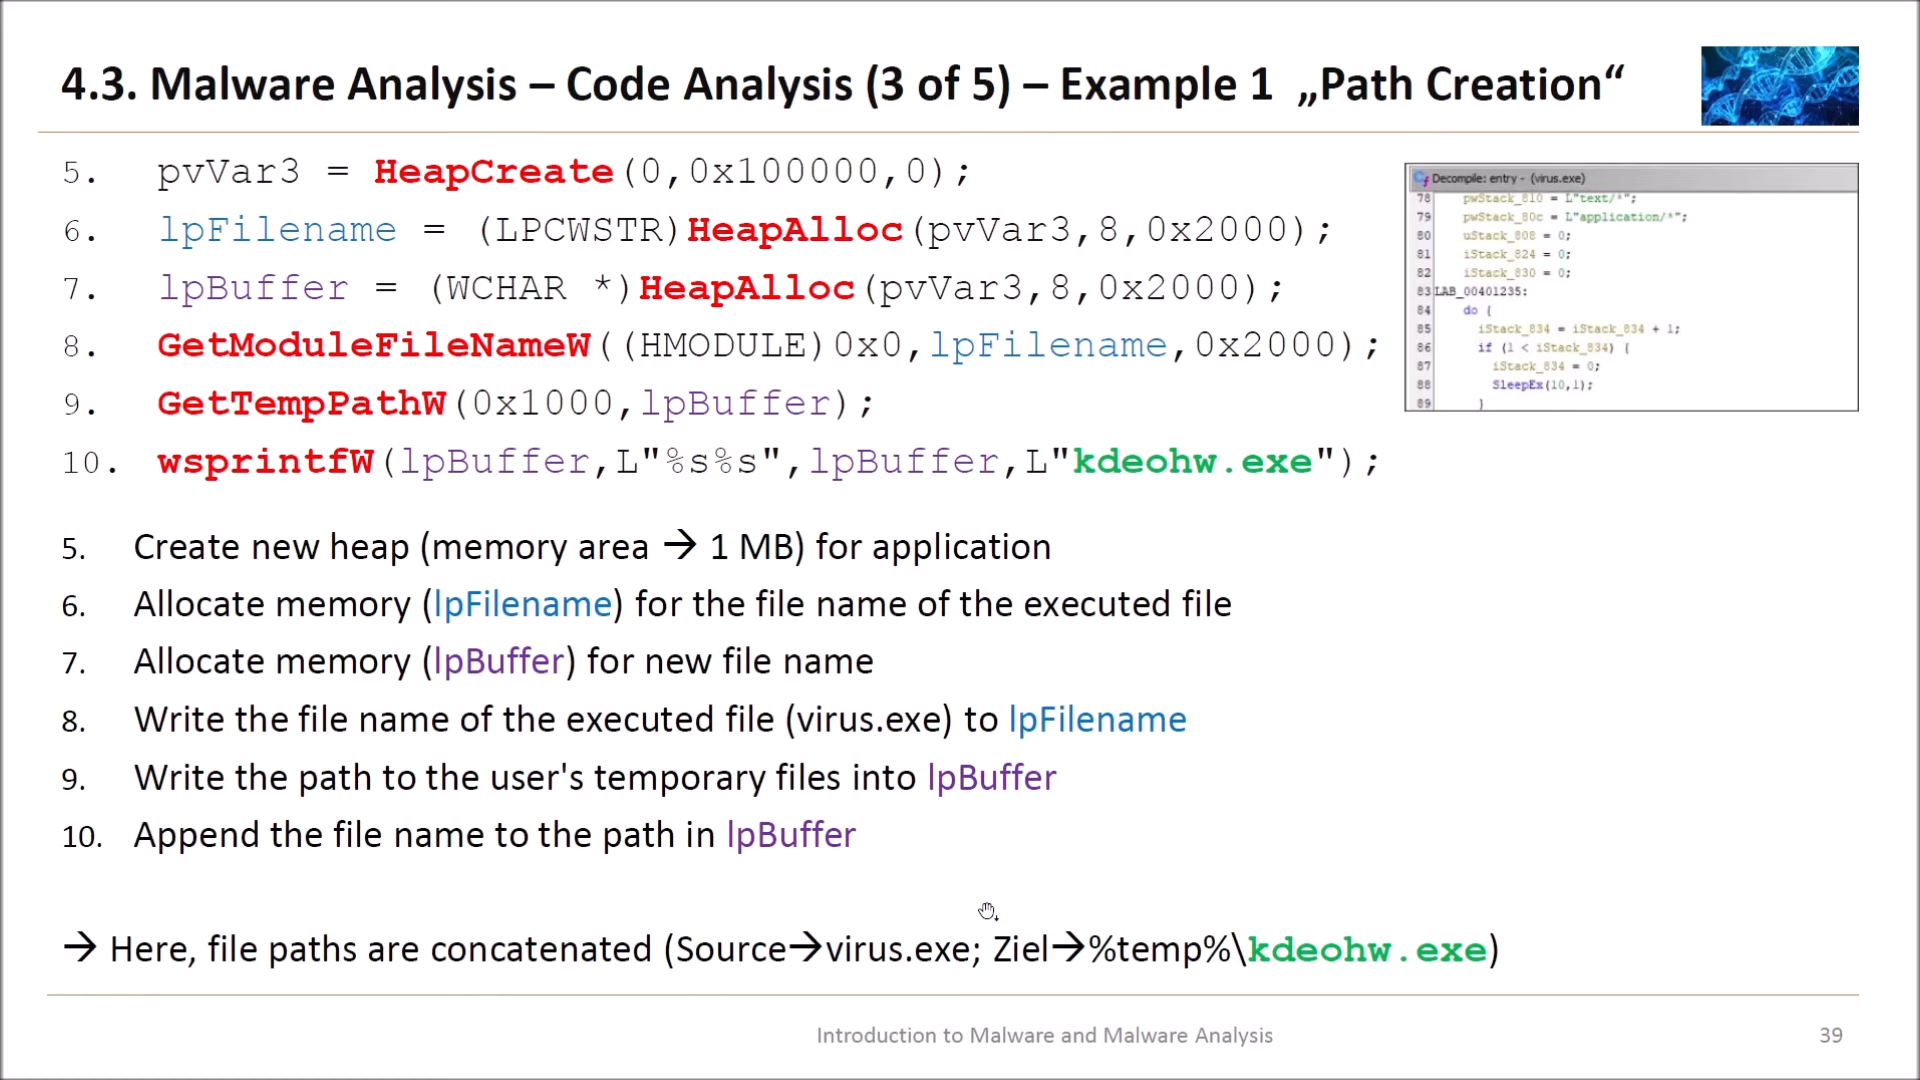 4.3. Malware Analysis – Code Analysis (3 of 5) – Example 1 „Path Creation“
5. pvVar3 = HeapCreate(0,0x100000,0);
6. lpFilename = (LPCWSTR)HeapAlloc(pvVar3,8,0x2000);
7. lpBuffer = (WCHAR *)HeapAlloc(pvVar3,8,0x2000);
8. GetModuleFileNameW((HMODULE)0x0,lpFilename,0x2000);
9. GetTempPathW(0x1000,lpBuffer);
10. wsprintfW(lpBuffer,L"%s%s",lpBuffer,L"kdeohw.exe");
Decompile: entry - (virus.exe)
78 pwStack_810 = L"text/*";
79 pwStack_80c = L"application/*";
80 uStack_808 = 0;
81 iStack_824 = 0;
82 iStack_830 = 0;
83 LAB_00401235:
84 do {
85 iStack_834 = iStack_834 + 1;
86 if (1 < iStack_834) {
87 iStack_834 = 0;
88 SleepEx(10,1);
89 }
5. Create new heap (memory area → 1 MB) for application
6. Allocate memory (lpFilename) for the file name of the executed file
7. Allocate memory (lpBuffer) for new file name
8. Write the file name of the executed file (virus.exe) to lpFilename
9. Write the path to the user's temporary files into lpBuffer
10. Append the file name to the path in lpBuffer
→ Here, file paths are concatenated (Source→virus.exe; Ziel→%temp%\kdeohw.exe)
Introduction to Malware and Malware Analysis
39